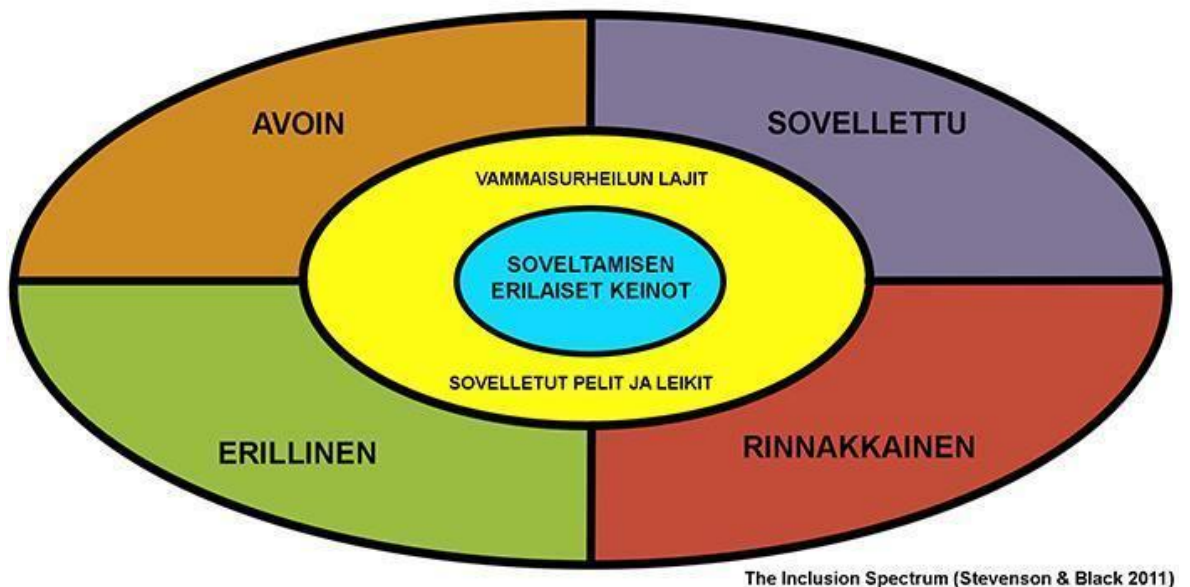 AVOIN
SOVELLETTU
VAMMAISURHEILUN LAJIT
SOVELTAMISEN
ERILAISET KEINOT
SOVELLETUT PELIT JA LEIKIT
ERILLINEN
RINNAKKAINEN
The Inclusion Spectrum (Stevenson & Black 2011)